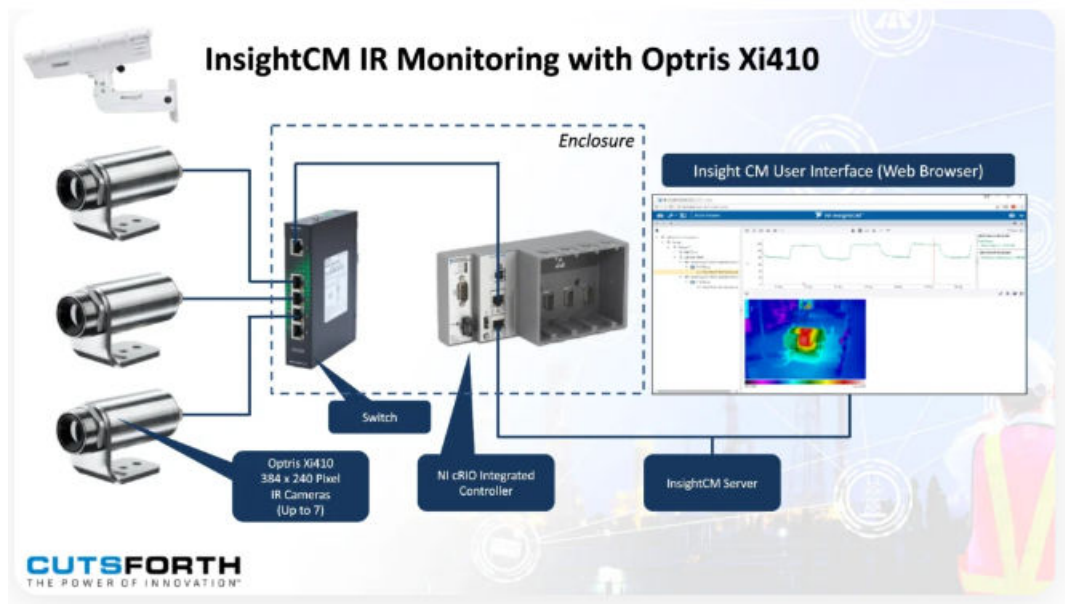 InsightCM IR Monitoring with Optris Xi410
Enclosure
Insight CM User Interface (Web Browser)
Switch
Optris Xi410
384 x 240 Pixel
IR Cameras
(Up to 7)
NI cRIO Integrated
Controller
InsightCM Server
CUTSFORTH
THE POWER OF INNOVATION